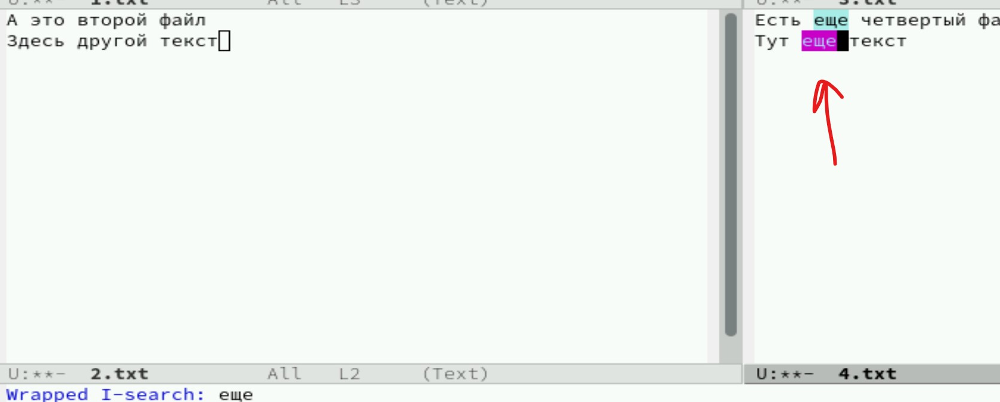 U:**-  1.txt  All  L3  (Text)
U:**-  3.txt
А это второй файл
Здесь другой текст
Есть еще четвертый фа
Тут еще текст
U:**-  2.txt  All  L2  (Text)
U:**-  4.txt
Wrapped I-search: еще